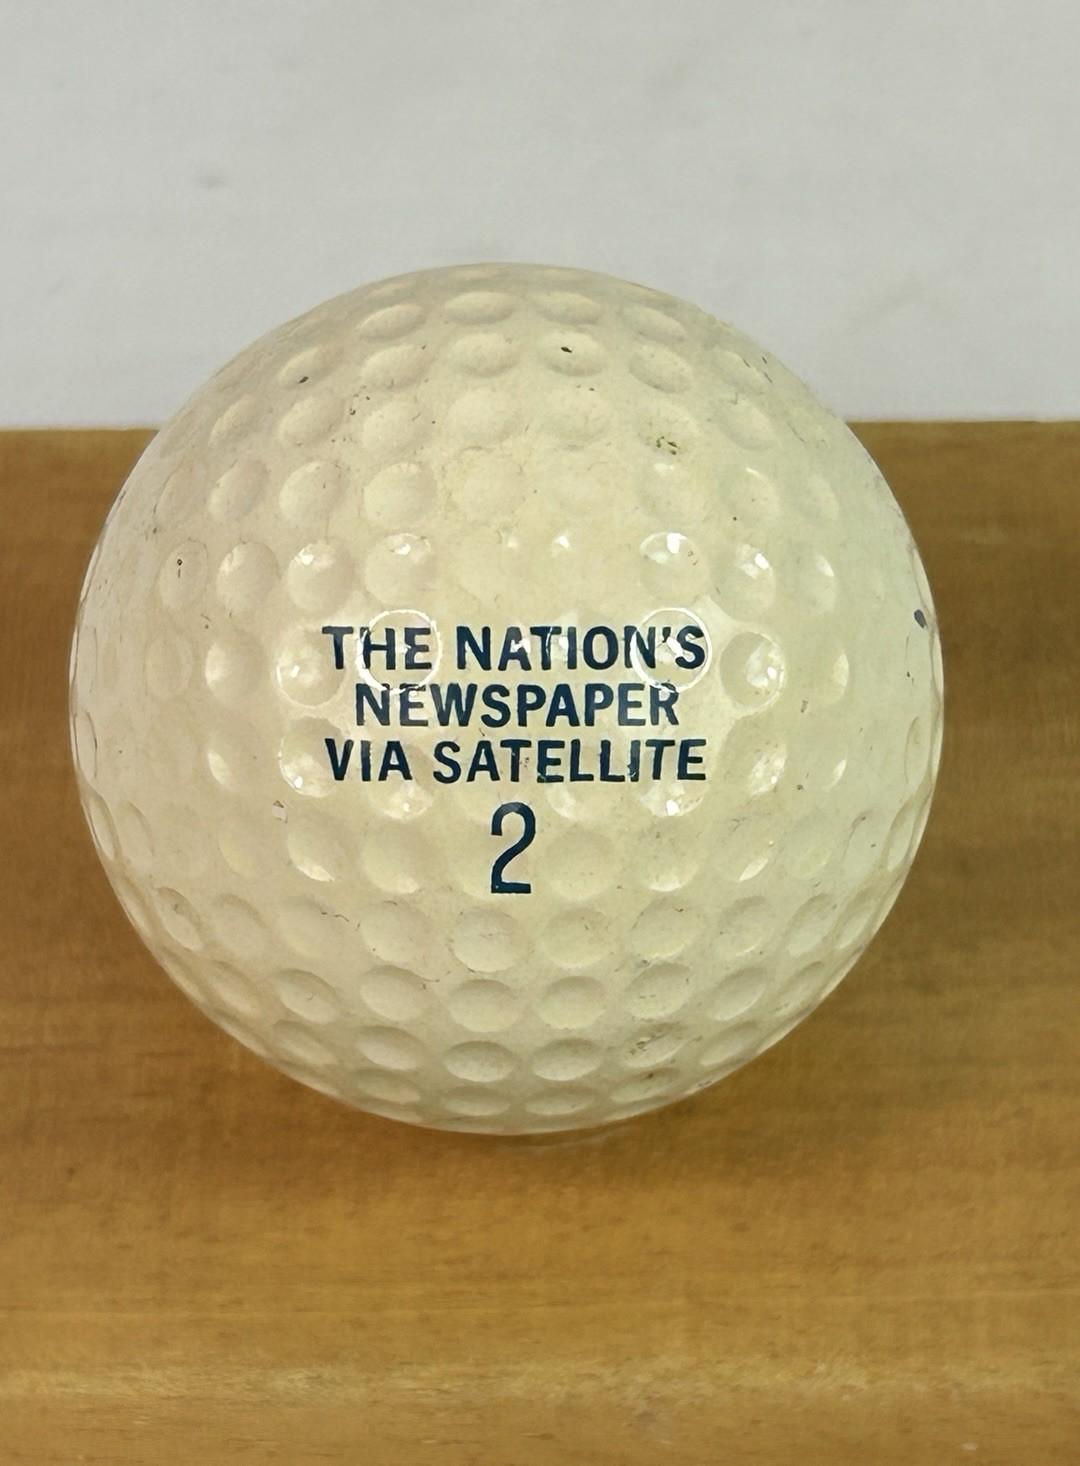 THE NATION'S
NEWSPAPER
VIA SATELLITE
2